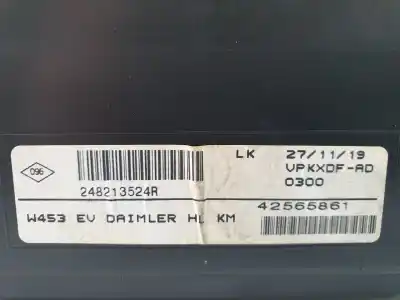 096
LK 27/11/19
VPKXDF-AD
0300
248213524R
42565861
W453 EV DAIMLER HL KM